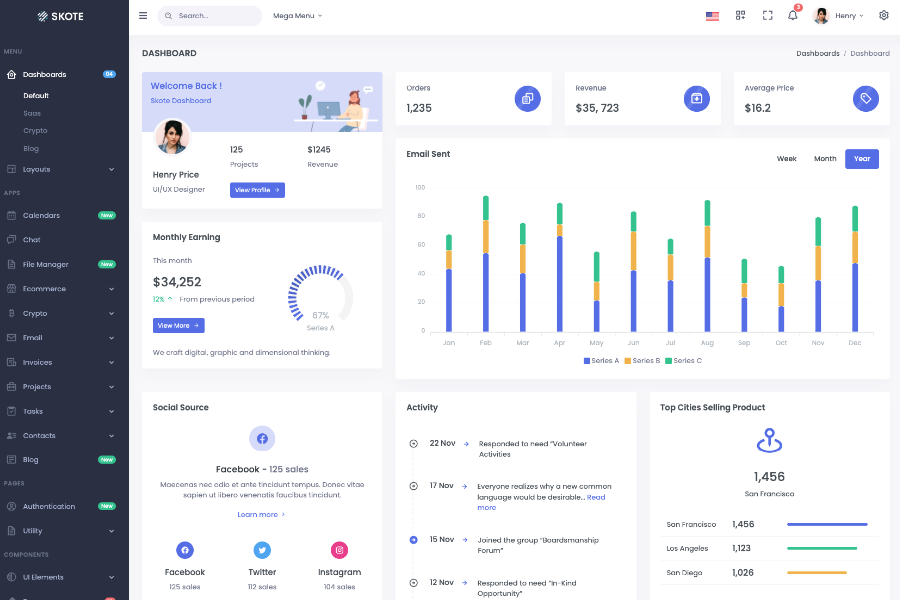 SKOTE
Search...
Mega Menu
3
Henry
MENU
Dashboards
04
Default
Saas
Crypto
Blog
Layouts
APPS
Calendars
New
Chat
File Manager
New
Ecommerce
Crypto
Email
Invoices
Projects
Tasks
Contacts
Blog
New
PAGES
Authentication
New
Utility
COMPONENTS
UI Elements
DASHBOARD
Dashboards / Dashboard
Welcome Back !
Skote Dashboard
Henry Price
UI/UX Designer
125
Projects
$1245
Revenue
View Profile
Orders
1,235
Revenue
$35, 723
Average Price
$16.2
Monthly Earning
This month
$34,252
12% From previous period
View More
67%
Series A
We craft digital, graphic and dimensional thinking.
Email Sent
Week
Month
Year
100
80
60
40
20
0
Jan Feb Mar Apr May Jun Jul Aug Sep Oct Nov Dec
Series A Series B Series C
Social Source
Facebook - 125 sales
Maecenas nec odio et ante tincidunt tempus. Donec vitae
sapien ut libero venenatis faucibus tincidunt.
Learn more
Facebook
125 sales
Twitter
112 sales
Instagram
104 sales
Activity
22 Nov
Responded to need “Volunteer
Activities
17 Nov
Everyone realizes why a new common
language would be desirable... Read
more
15 Nov
Joined the group “Boardsmanship
Forum”
12 Nov
Responded to need “In-Kind
Opportunity”
Top Cities Selling Product
1,456
San Francisco
San Francisco 1,456
Los Angeles 1,123
San Diego 1,026